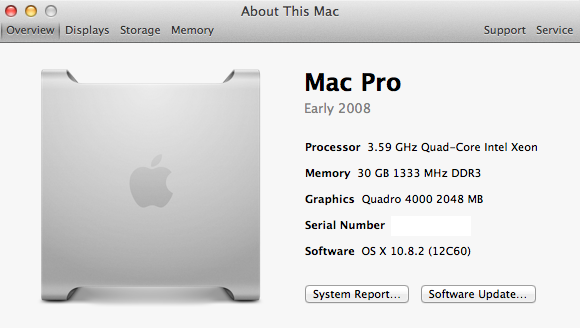 About This Mac
Overview Displays Storage Memory Support Service
Mac Pro
Early 2008
Processor 3.59 GHz Quad-Core Intel Xeon
Memory 30 GB 1333 MHz DDR3
Graphics Quadro 4000 2048 MB
Serial Number
Software OS X 10.8.2 (12C60)
System Report... Software Update...